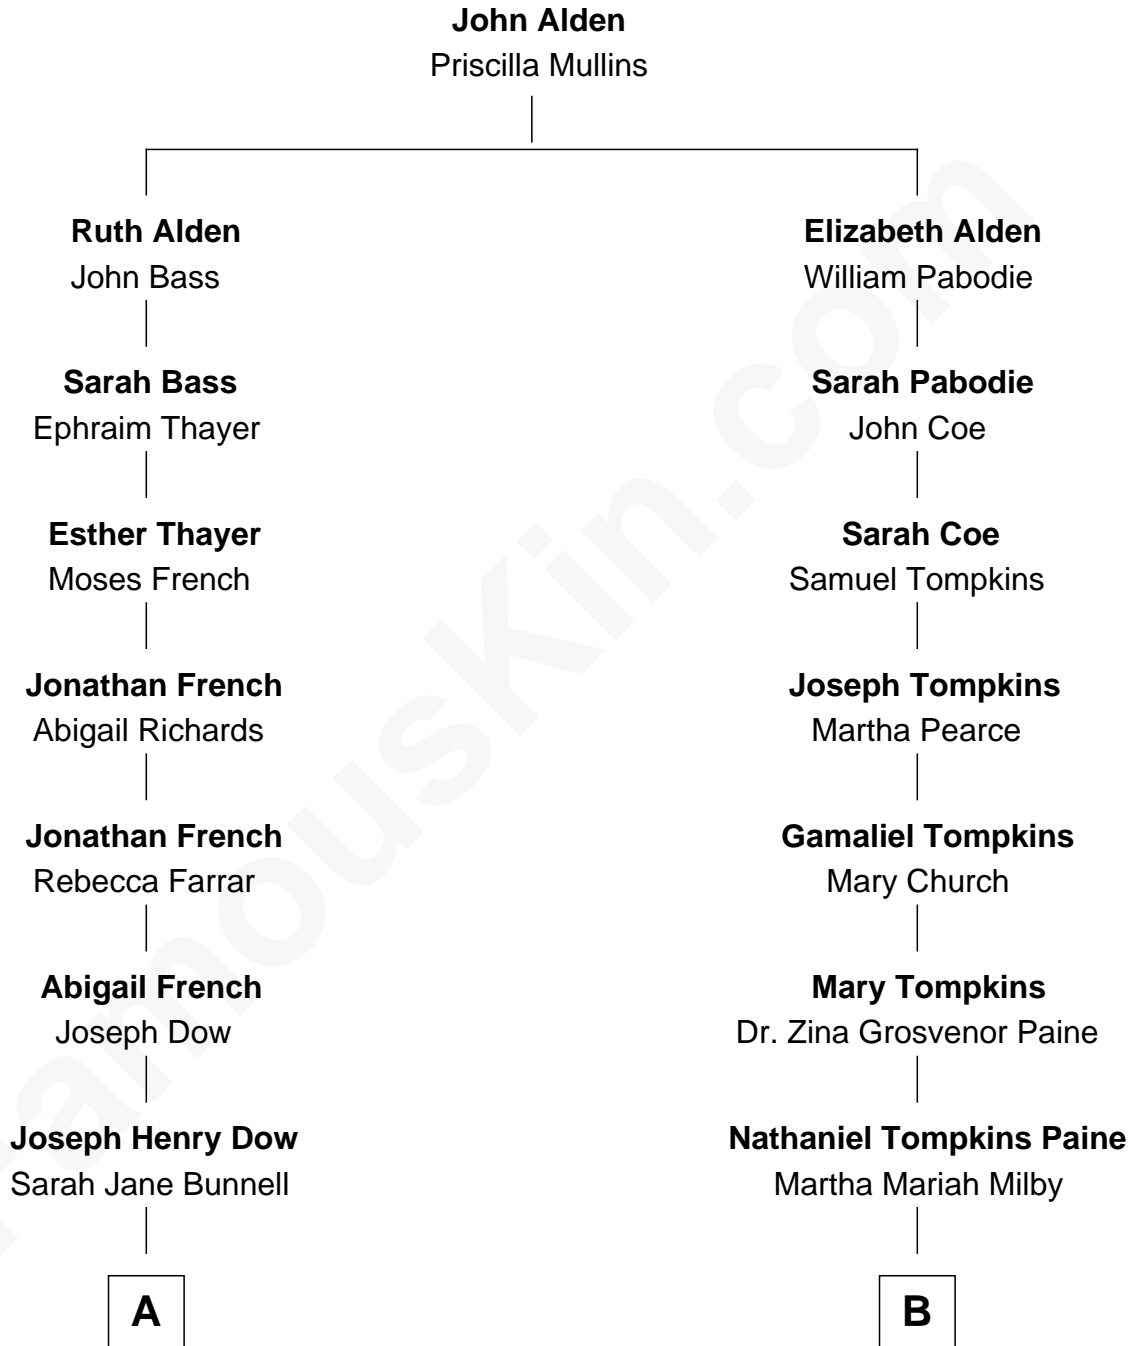 John Alden
Priscilla Mullins
Ruth Alden
John Bass
Elizabeth Alden
William Pabodie
Sarah Bass
Ephraim Thayer
Sarah Pabodie
John Coe
Esther Thayer
Moses French
Sarah Coe
Samuel Tompkins
Jonathan French
Abigail Richards
Joseph Tompkins
Martha Pearce
Jonathan French
Rebecca Farrar
Gamaliel Tompkins
Mary Church
Abigail French
Joseph Dow
Mary Tompkins
Dr. Zina Grosvenor Paine
Joseph Henry Dow
Sarah Jane Bunnell
Nathaniel Tompkins Paine
Martha Mariah Milby
A
B
FamousKin.com